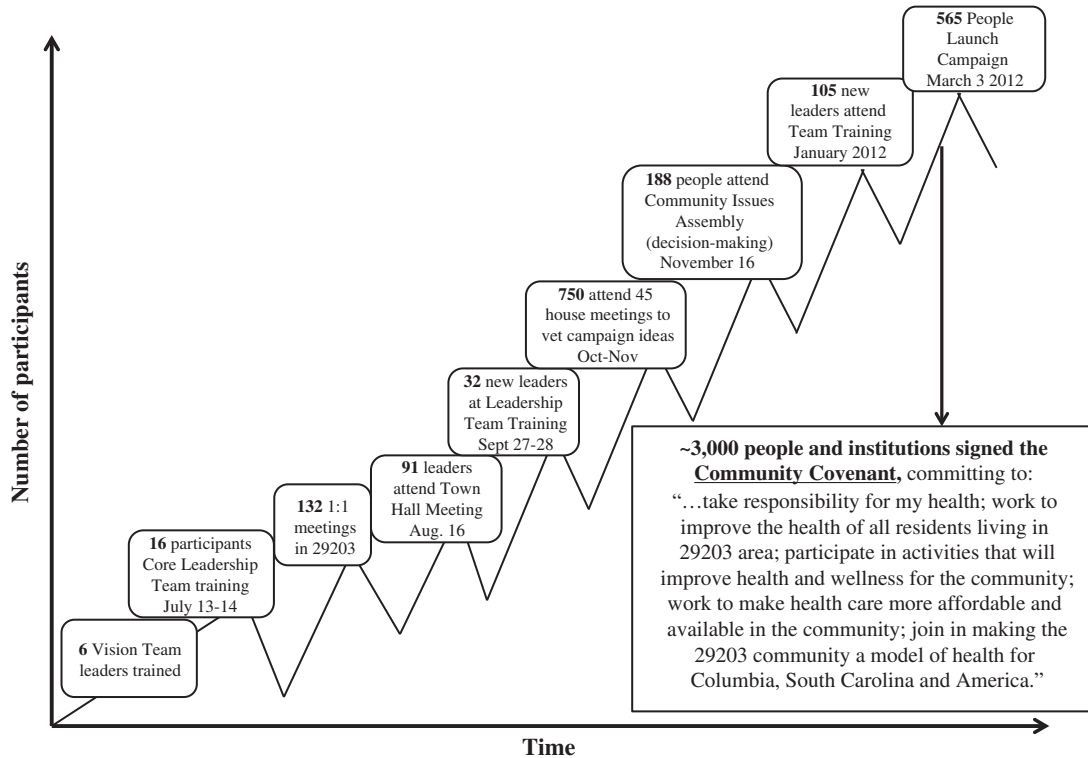 Number of participants
6 Vision Team
leaders trained
16 participants
Core Leadership
Team training
July 13-14
132 1:1
meetings
in 29203
91 leaders
attend Town
Hall Meeting
Aug. 16
32 new leaders
at Leadership
Team Training
Sept 27-28
750 attend 45
house meetings to
vet campaign ideas
Oct-Nov
188 people attend
Community Issues
Assembly
(decision-making)
November 16
105 new
leaders attend
Team Training
January 2012
565 People
Launch
Campaign
March 3 2012
~3,000 people and institutions signed the
Community Covenant, committing to:
“…take responsibility for my health; work to
improve the health of all residents living in
29203 area; participate in activities that will
improve health and wellness for the community;
work to make health care more affordable and
available in the community; join in making the
29203 community a model of health for
Columbia, South Carolina and America.”
Time